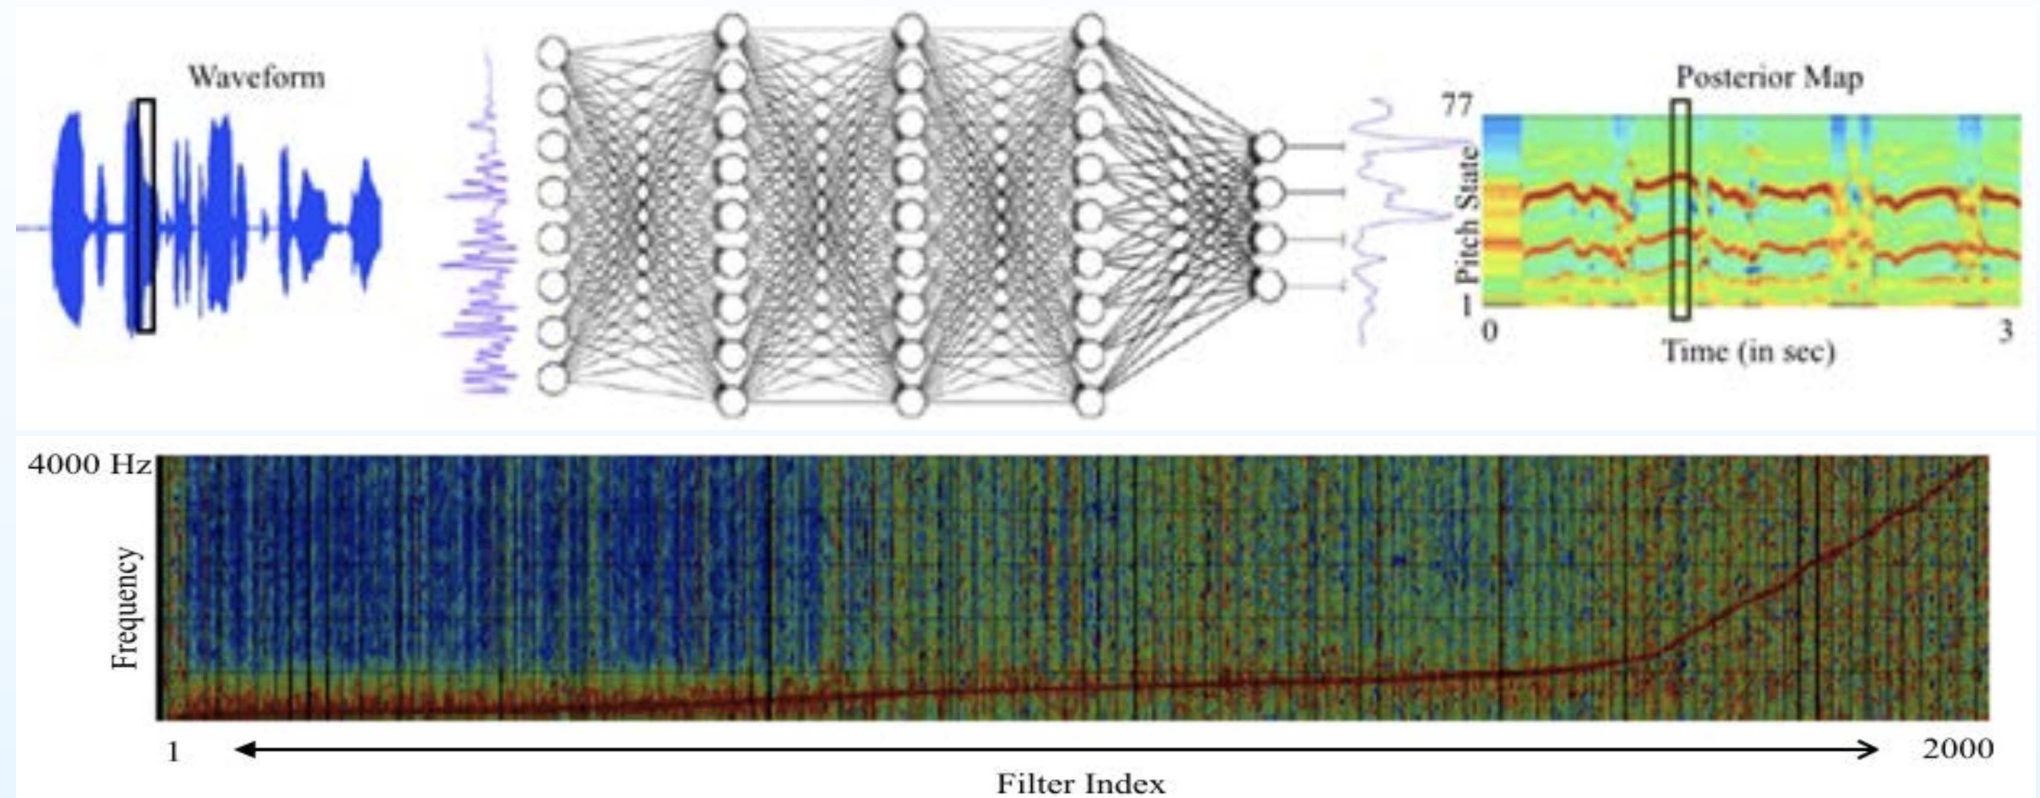 Waveform
Posterior Map
77
Pitch State
1
0
3
Time (in sec)
4000 Hz
Frequency
1
2000
Filter Index